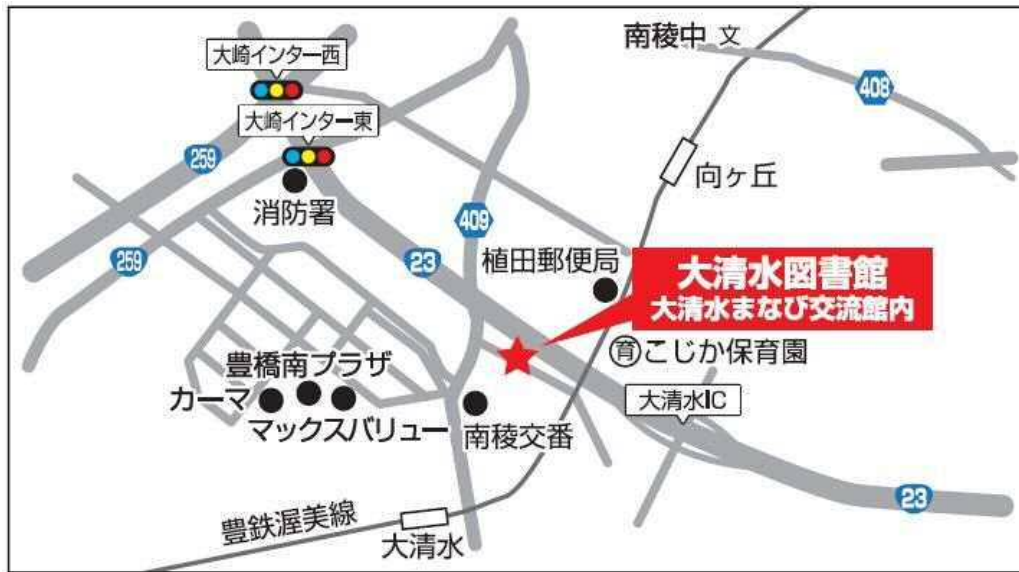 南稜中 文
大崎インター西
408
大崎インター東
259
向ヶ丘
消防署
409
259
23
植田郵便局
大清水図書館
大清水まなび交流館内
育 こじか保育園
豊橋南プラザ
カーマ
大清水IC
マックスバリュー
南稜交番
23
豊鉄渥美線
大清水